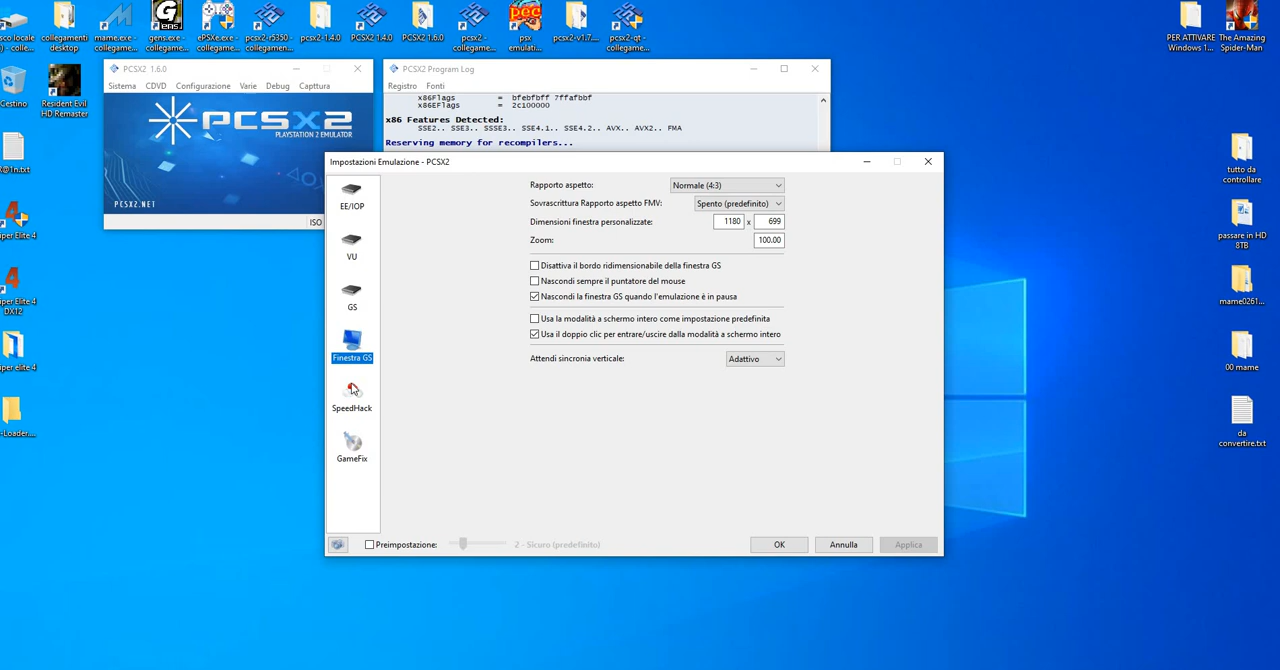 collegamenti desktop
mame.exe - collegame...
gens.exe - collegam...
ePSXe.exe - collegame...
pcsx2-r5350 - collegamen...
pcsx2-1.4.0
PCSX2 1.4.0
PCSX2 1.6.0
pcsx2 - collegame...
psx emulati...
pcsx2-v1.7....
pcsx2-qt - collegame...
PER ATTIVARE Windows 1...
The Amazing Spider-Man
Cestino
Resident Evil HD Remaster
tutto da controllare
passare in HD 8TB
mame0261...
00 mame
da convertire.txt
PCSX2 1.6.0
Sistema CDVD Configurazione Varie Debug Cattura
PCSX2
PLAYSTATION 2 EMULATOR
PCSX2.NET
ISO
PCSX2 Program Log
Registro Fonti
x86Flags = bfebfbff 7ffafbbf
x86EFlags = 2c100000
x86 Features Detected:
SSE2.. SSE3.. SSSE3.. SSE4.1.. SSE4.2.. AVX.. AVX2.. FMA
Reserving memory for recompilers...
Impostazioni Emulazione - PCSX2
EE/IOP
VU
GS
Finestra GS
SpeedHack
GameFix
Rapporto aspetto: Normale (4:3)
Sovrascrittura Rapporto aspetto FMV: Spento (predefinito)
Dimensioni finestra personalizzate: 1180 x 699
Zoom: 100.00
Disattiva il bordo ridimensionabile della finestra GS
Nascondi sempre il puntatore del mouse
Nascondi la finestra GS quando l'emulazione è in pausa
Usa la modalità a schermo intero come impostazione predefinita
Usa il doppio clic per entrare/uscire dalla modalità a schermo intero
Attendi sincronia verticale: Adattivo
Preimpostazione: 2 - Sicuro (predefinito)
OK Annulla Applica